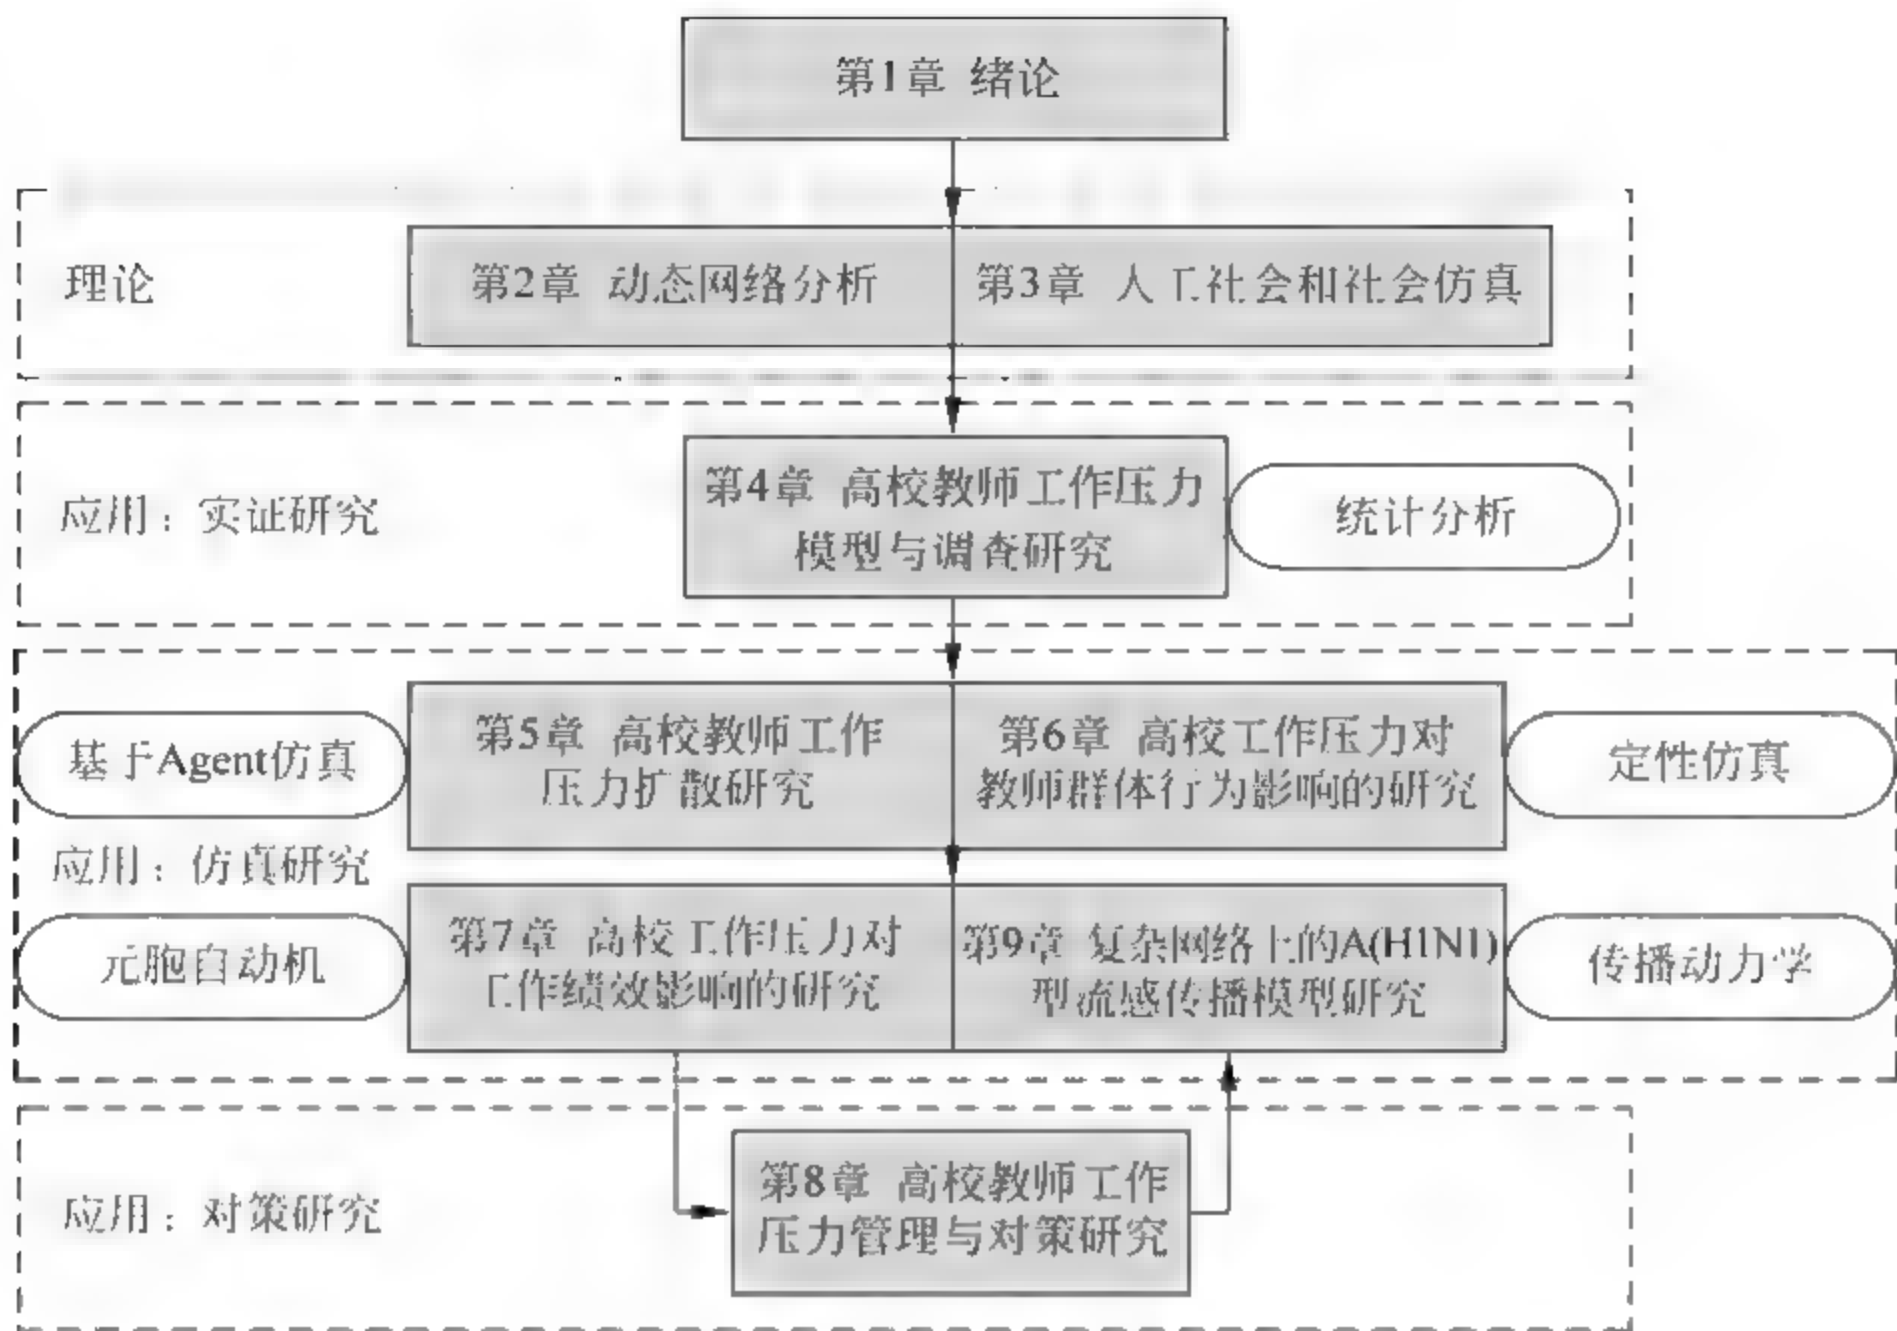 第1章 绪论
理论
第2章 动态网络分析
第3章 人工社会和社会仿真
应用：实证研究
第4章 高校教师工作压力
模型与调查研究
统计分析
基于Agent仿真
第5章 高校教师工作
压力扩散研究
第6章 高校工作压力对
教师群体行为影响的研究
定性仿真
应用：仿真研究
元胞自动机
第7章 高校工作压力对
工作绩效影响的研究
第9章 复杂网络上的A(H1N1)
型流感传播模型研究
传播动力学
应用：对策研究
第8章 高校教师工作
压力管理与对策研究